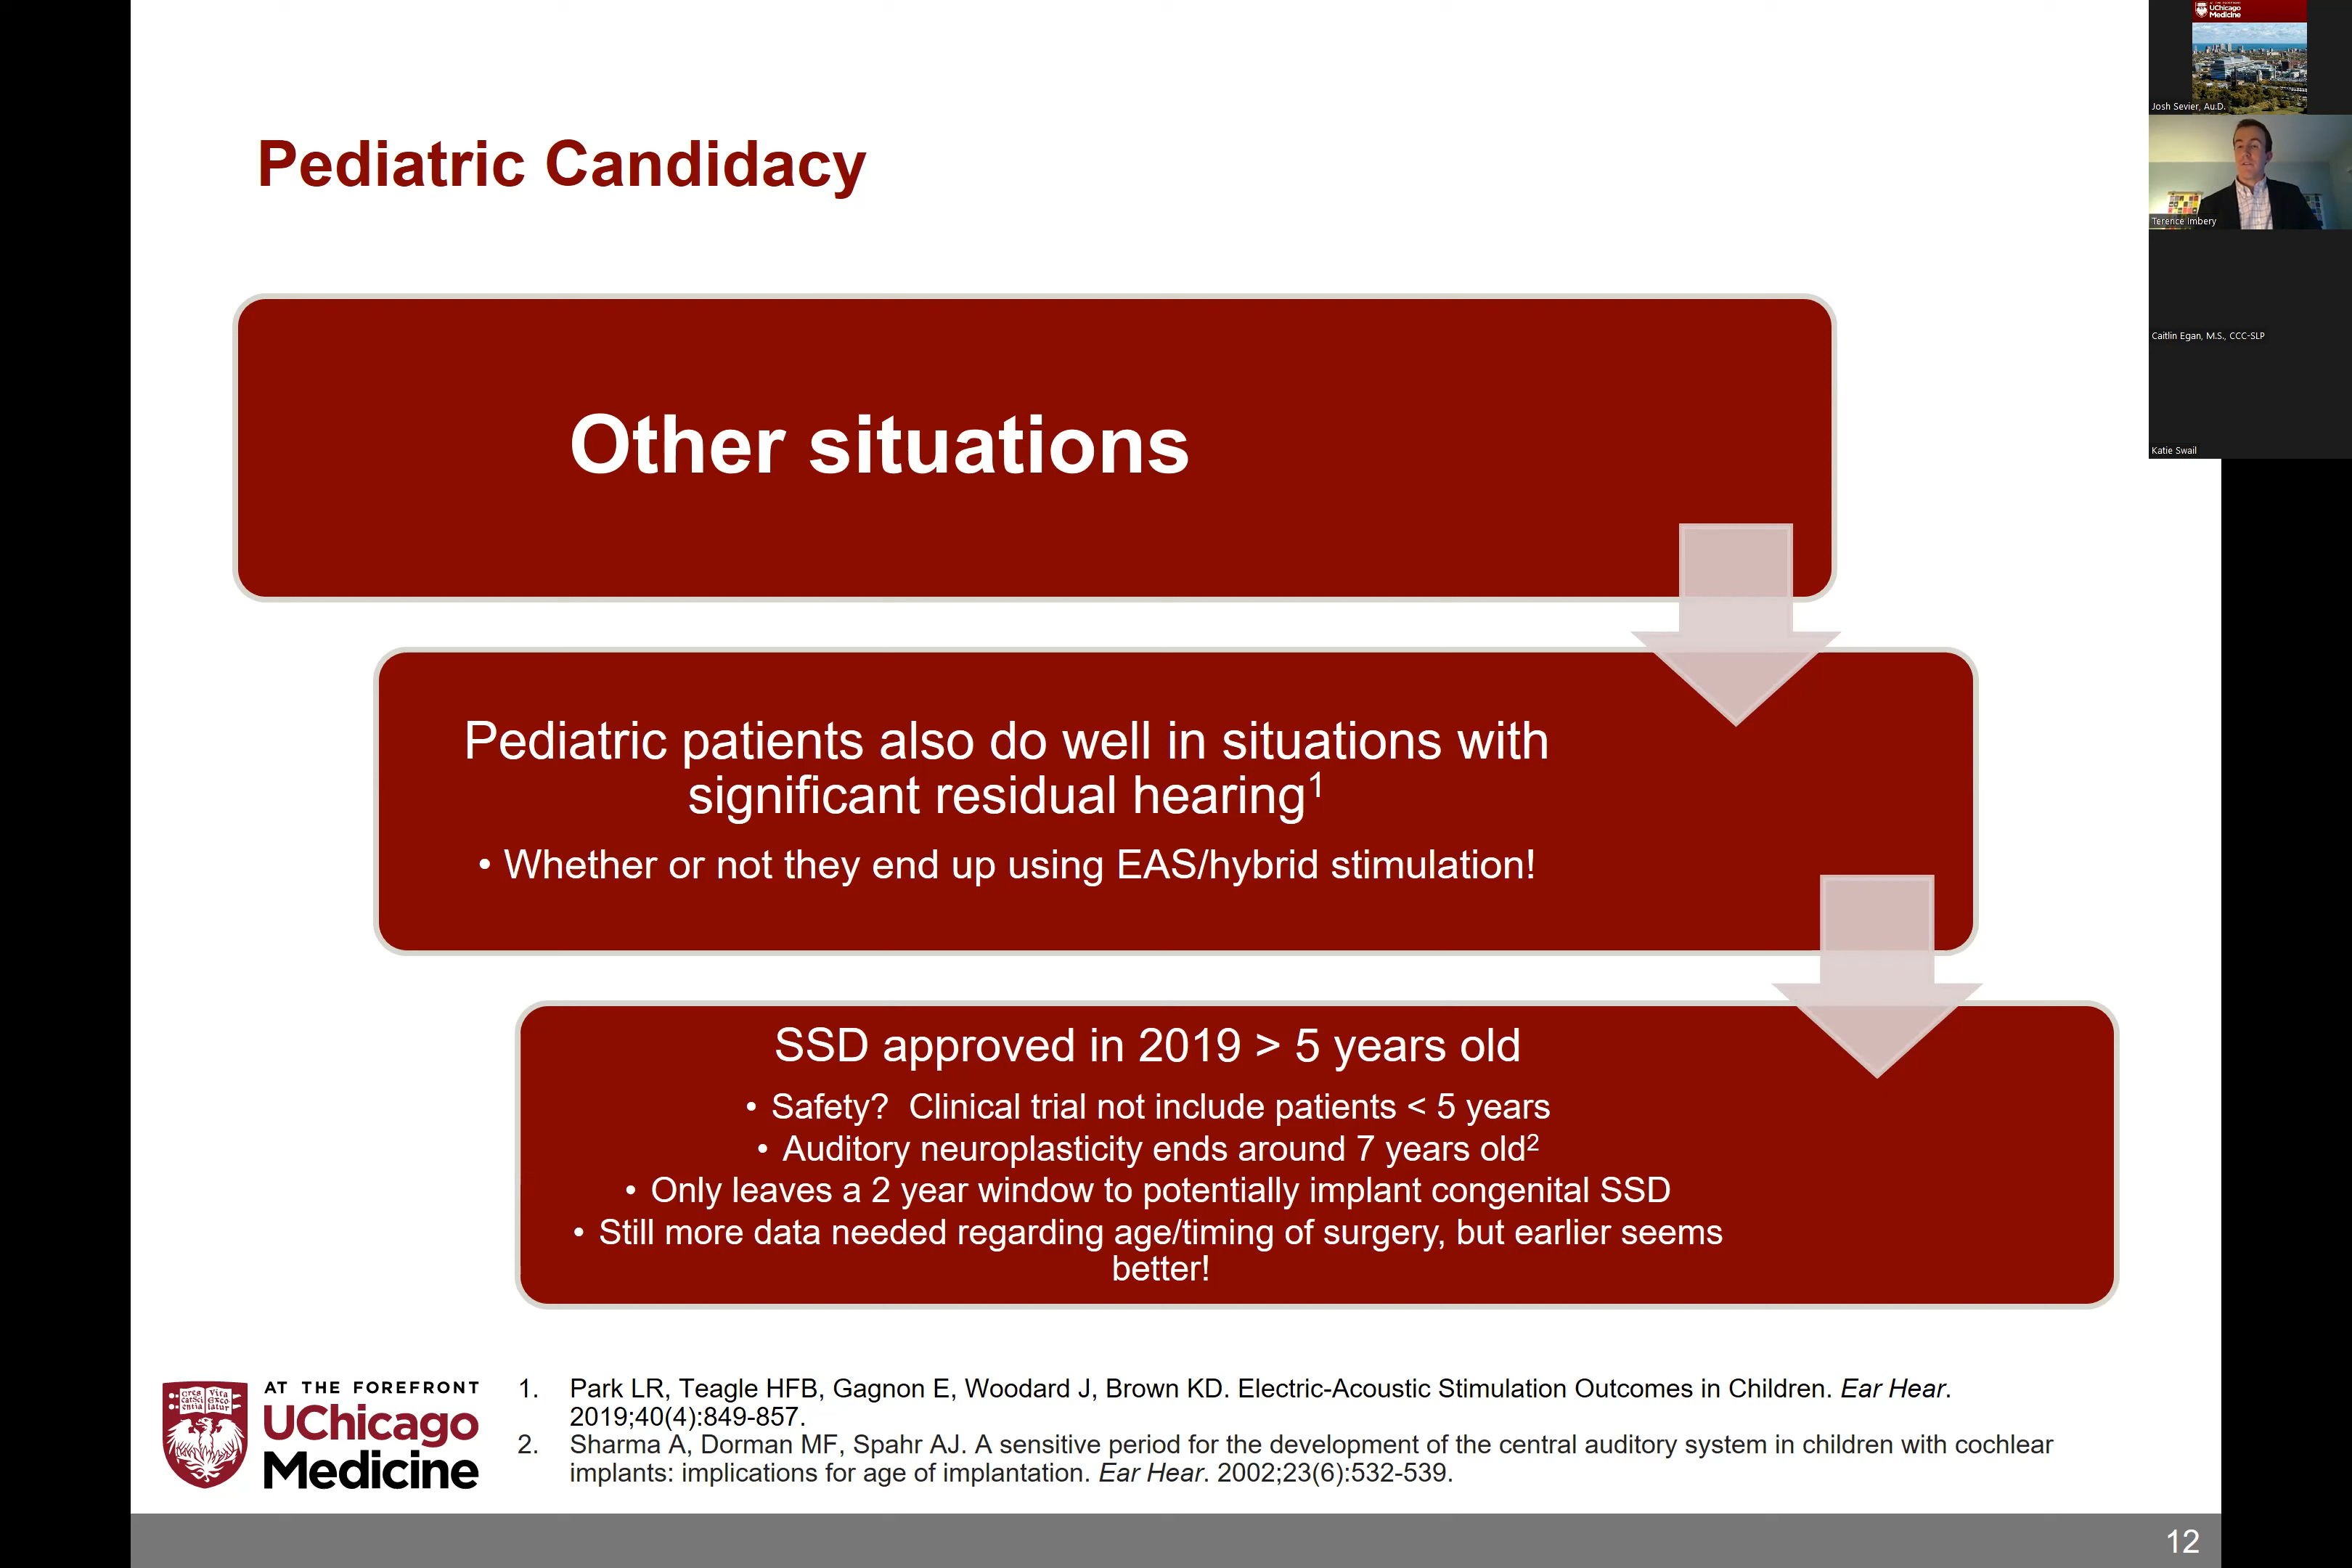 Pediatric Candidacy
Other situations
Pediatric patients also do well in situations with
significant residual hearing1
• Whether or not they end up using EAS/hybrid stimulation!
SSD approved in 2019 > 5 years old
• Safety?  Clinical trial not include patients < 5 years
• Auditory neuroplasticity ends around 7 years old2
• Only leaves a 2 year window to potentially implant congenital SSD
• Still more data needed regarding age/timing of surgery, but earlier seems
better!
AT THE FOREFRONT
UChicago
Medicine
1. Park LR, Teagle HFB, Gagnon E, Woodard J, Brown KD. Electric-Acoustic Stimulation Outcomes in Children. Ear Hear.
2019;40(4):849-857.
2. Sharma A, Dorman MF, Spahr AJ. A sensitive period for the development of the central auditory system in children with cochlear
implants: implications for age of implantation. Ear Hear. 2002;23(6):532-539.
12
UChicago
Medicine
Josh Sevier, Au.D.
Terence Imbery
Caitlin Egan, M.S., CCC-SLP
Katie Swail